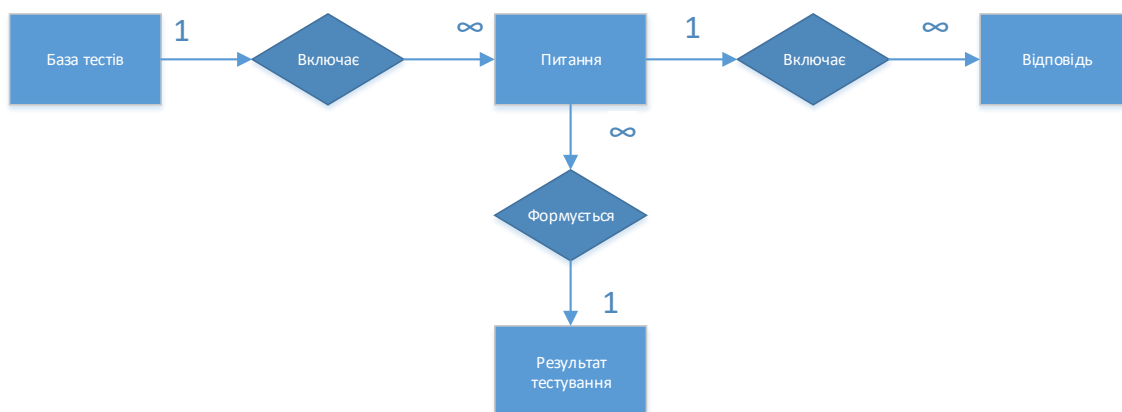 1
∞
1
∞
База тестів
Включає
Питання
Включає
Відповідь
∞
Формується
1
Результат
тестування